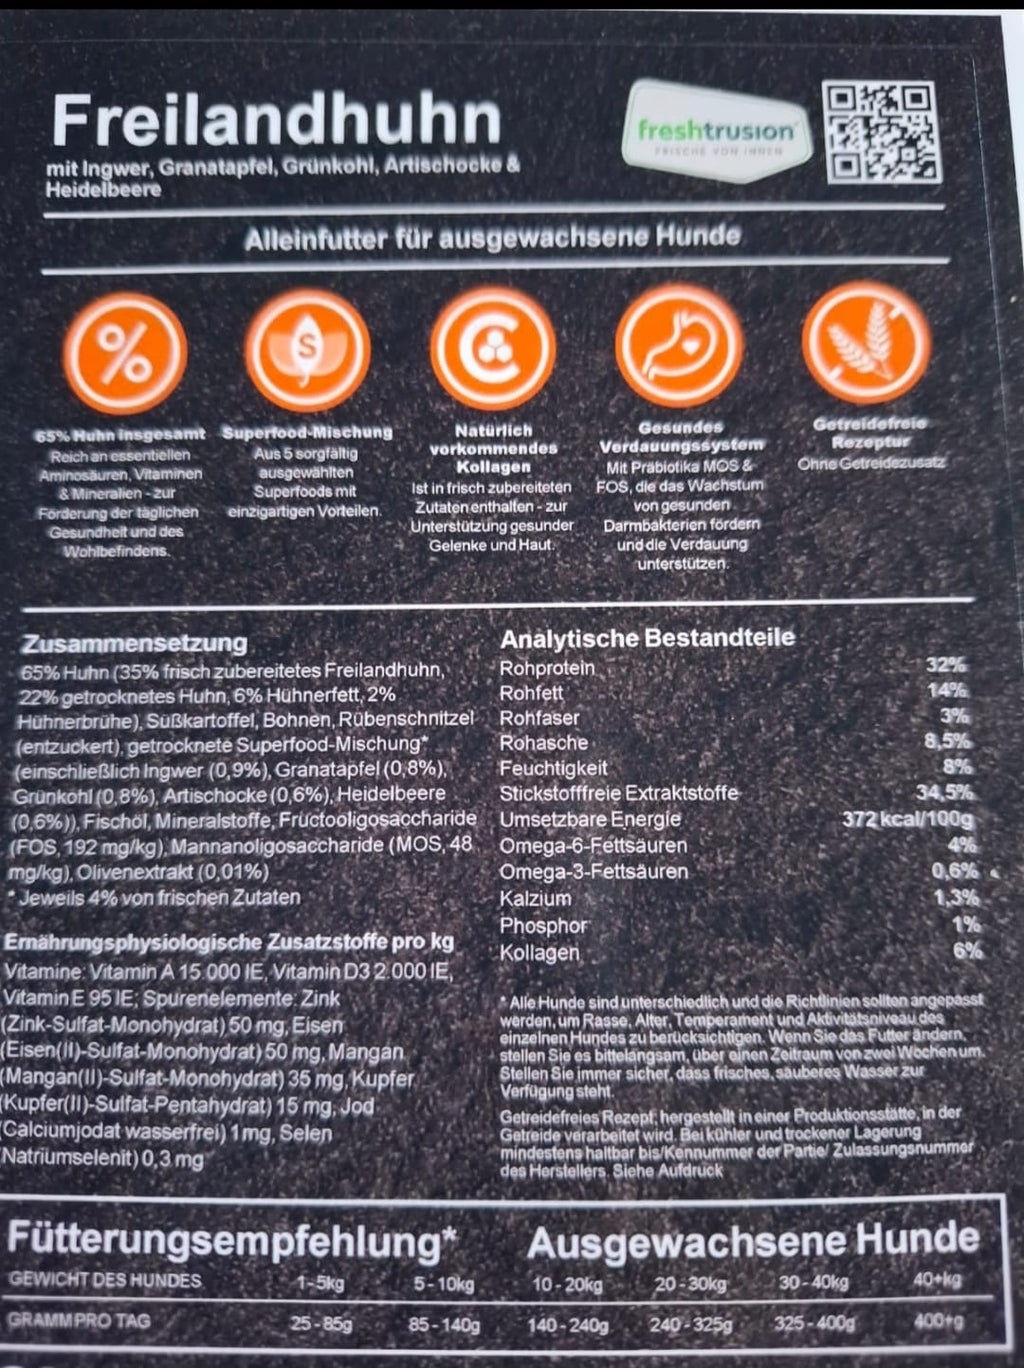 Freilandhuhn
mit Ingwer, Granatapfel, Grünkohl, Artischocke &
Heidelbeere
freshtrusion
FRISCHE VON INNEN
Alleinfutter für ausgewachsene Hunde
65% Huhn insgesamt
Reich an essentiellen
Aminosäuren, Vitaminen
& Mineralien - zur
Förderung der täglichen
Gesundheit und des
Wohlbefindens.
Superfood-Mischung
Aus 5 sorgfältig
ausgewählten
Superfoods mit
einzigartigen Vorteilen.
Natürlich
vorkommendes
Kollagen
Ist in frisch zubereiteten
Zutaten enthalten - zur
Unterstützung gesunder
Gelenke und Haut.
Gesundes
Verdauungssystem
Mit Präbiotika MOS &
FOS, die das Wachstum
von gesunden
Darmbakterien fördern
und die Verdauung
unterstützen.
Getreidefreie
Rezeptur
Ohne Getreidezusatz
Zusammensetzung
65% Huhn (35% frisch zubereitetes Freilandhuhn,
22% getrocknetes Huhn, 6% Hühnerfett, 2%
Hühnerbrühe), Süßkartoffel, Bohnen, Rübenschnitzel
(entzuckert), getrocknete Superfood-Mischung*
(einschließlich Ingwer (0,9%), Granatapfel (0,8%),
Grünkohl (0,8%), Artischocke (0,6%), Heidelbeere
(0,6%)), Fischöl, Mineralstoffe, Fructooligosaccharide
(FOS, 192 mg/kg), Mannanoligosaccharide (MOS, 48
mg/kg), Olivenextrakt (0,01%)
* Jeweils 4% von frischen Zutaten
Ernährungsphysiologische Zusatzstoffe pro kg
Vitamine: Vitamin A 15.000 IE, Vitamin D3 2.000 IE,
Vitamin E 95 IE; Spurenelemente: Zink
(Zink-Sulfat-Monohydrat) 50 mg, Eisen
(Eisen(II)-Sulfat-Monohydrat) 50 mg, Mangan
(Mangan(II)-Sulfat-Monohydrat) 35 mg, Kupfer
(Kupfer(II)-Sulfat-Pentahydrat) 15 mg, Jod
(Calciumjodat wasserfrei) 1mg, Selen
Natriumselenit) 0,3 mg
Analytische Bestandteile
Rohprotein 32%
Rohfett 14%
Rohfaser 3%
Rohasche 8,5%
Feuchtigkeit 8%
Stickstofffreie Extraktstoffe 34,5%
Umsetzbare Energie 372 kcal/100g
Omega-6-Fettsäuren 4%
Omega-3-Fettsäuren 0,6%
Kalzium 1,3%
Phosphor 1%
Kollagen 6%
* Alle Hunde sind unterschiedlich und die Richtlinien sollten angepasst
werden, um Rasse, Alter, Temperament und Aktivitätsniveau des
einzelnen Hundes zu berücksichtigen. Wenn Sie das Futter ändern,
stellen Sie es bitte langsam, über einen Zeitraum von zwei Wochen um.
Stellen Sie immer sicher, dass frisches, sauberes Wasser zur
Verfügung steht.
Getreidefreies Rezept, hergestellt in einer Produktionsstätte, in der
Getreide verarbeitet wird. Bei kühler und trockener Lagerung
mindestens haltbar bis/Kennummer der Partie/ Zulassungsnummer
des Herstellers. Siehe Aufdruck
Fütterungsempfehlung* Ausgewachsene Hunde
GEWICHT DES HUNDES 1-5kg 5-10kg 10-20kg 20-30kg 30-40kg 40+kg
GRAMM PRO TAG 25-85g 85-140g 140-240g 240-325g 325-400g 400+g